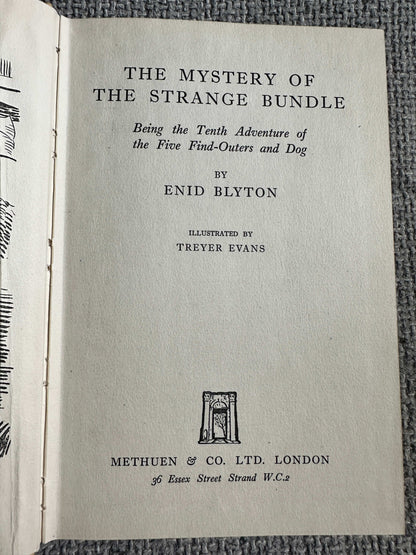 THE MYSTERY OF
THE STRANGE BUNDLE
Being the Tenth Adventure of
the Five Find-Outers and Dog
BY
ENID BLYTON
ILLUSTRATED BY
TREYER EVANS
METHUEN & CO. LTD. LONDON
36 Essex Street Strand W.C.2